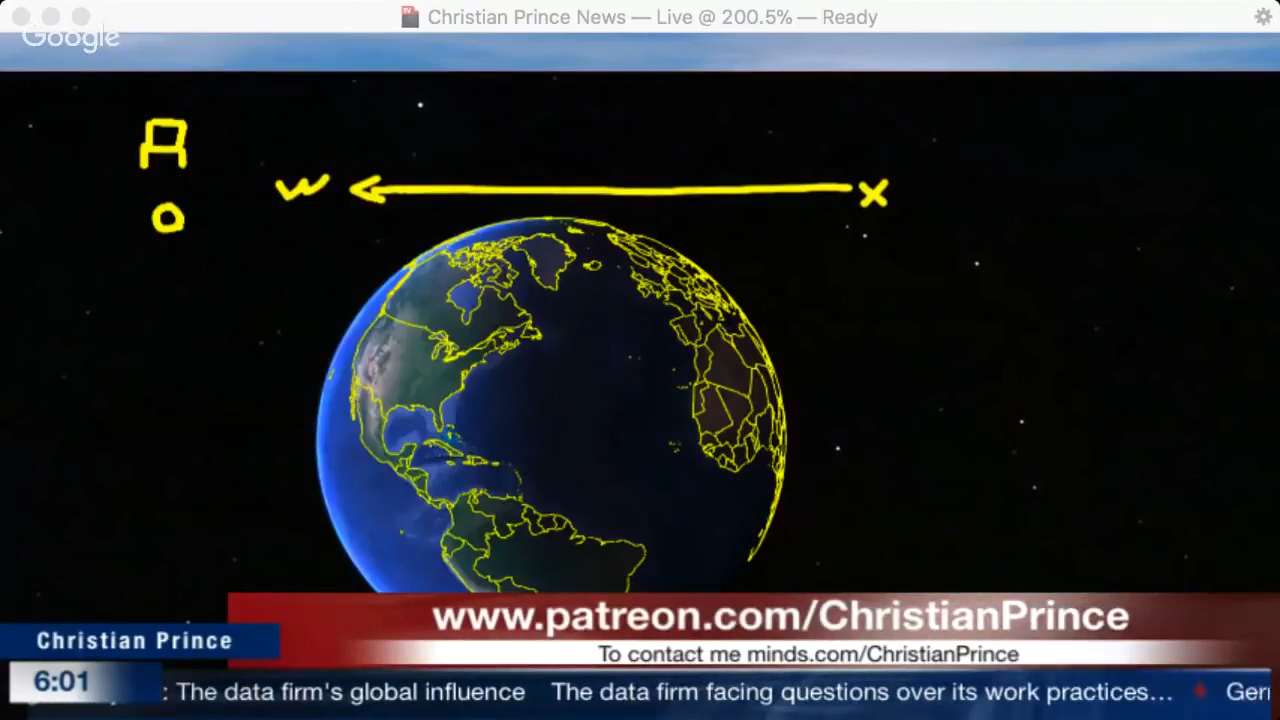 Christian Prince News — Live @ 200.5% — Ready
Google
W X
www.patreon.com/ChristianPrince
Christian Prince
To contact me minds.com/ChristianPrince
6:01
: The data firm's global influence The data firm facing questions over its work practices... Geri